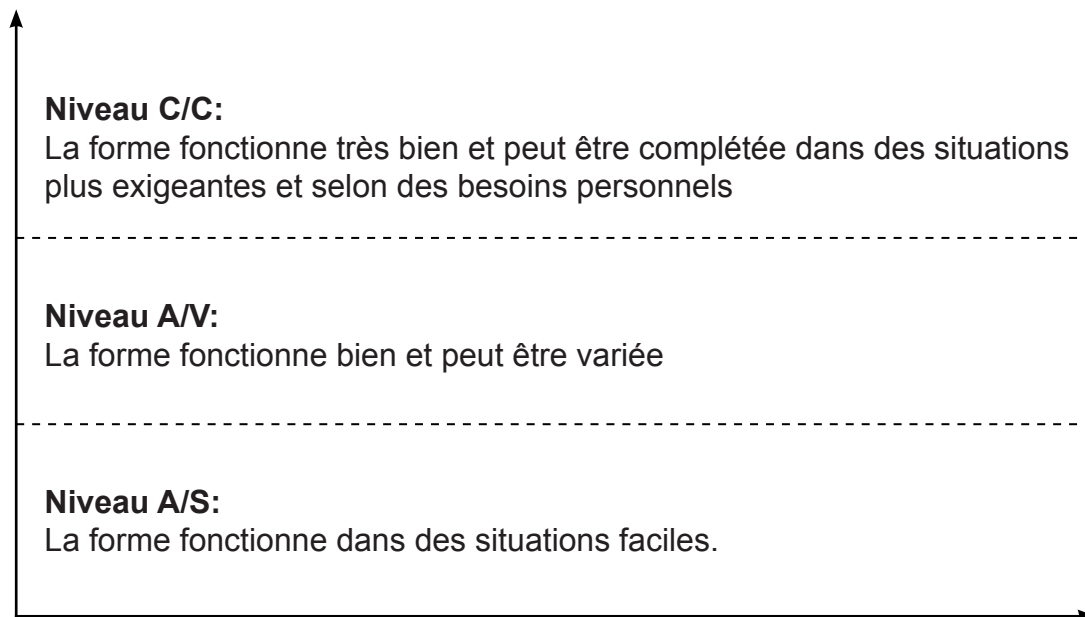 Niveau C/C:
La forme fonctionne très bien et peut être complétée dans des situations
plus exigeantes et selon des besoins personnels
Niveau A/V:
La forme fonctionne bien et peut être variée
Niveau A/S:
La forme fonctionne dans des situations faciles.